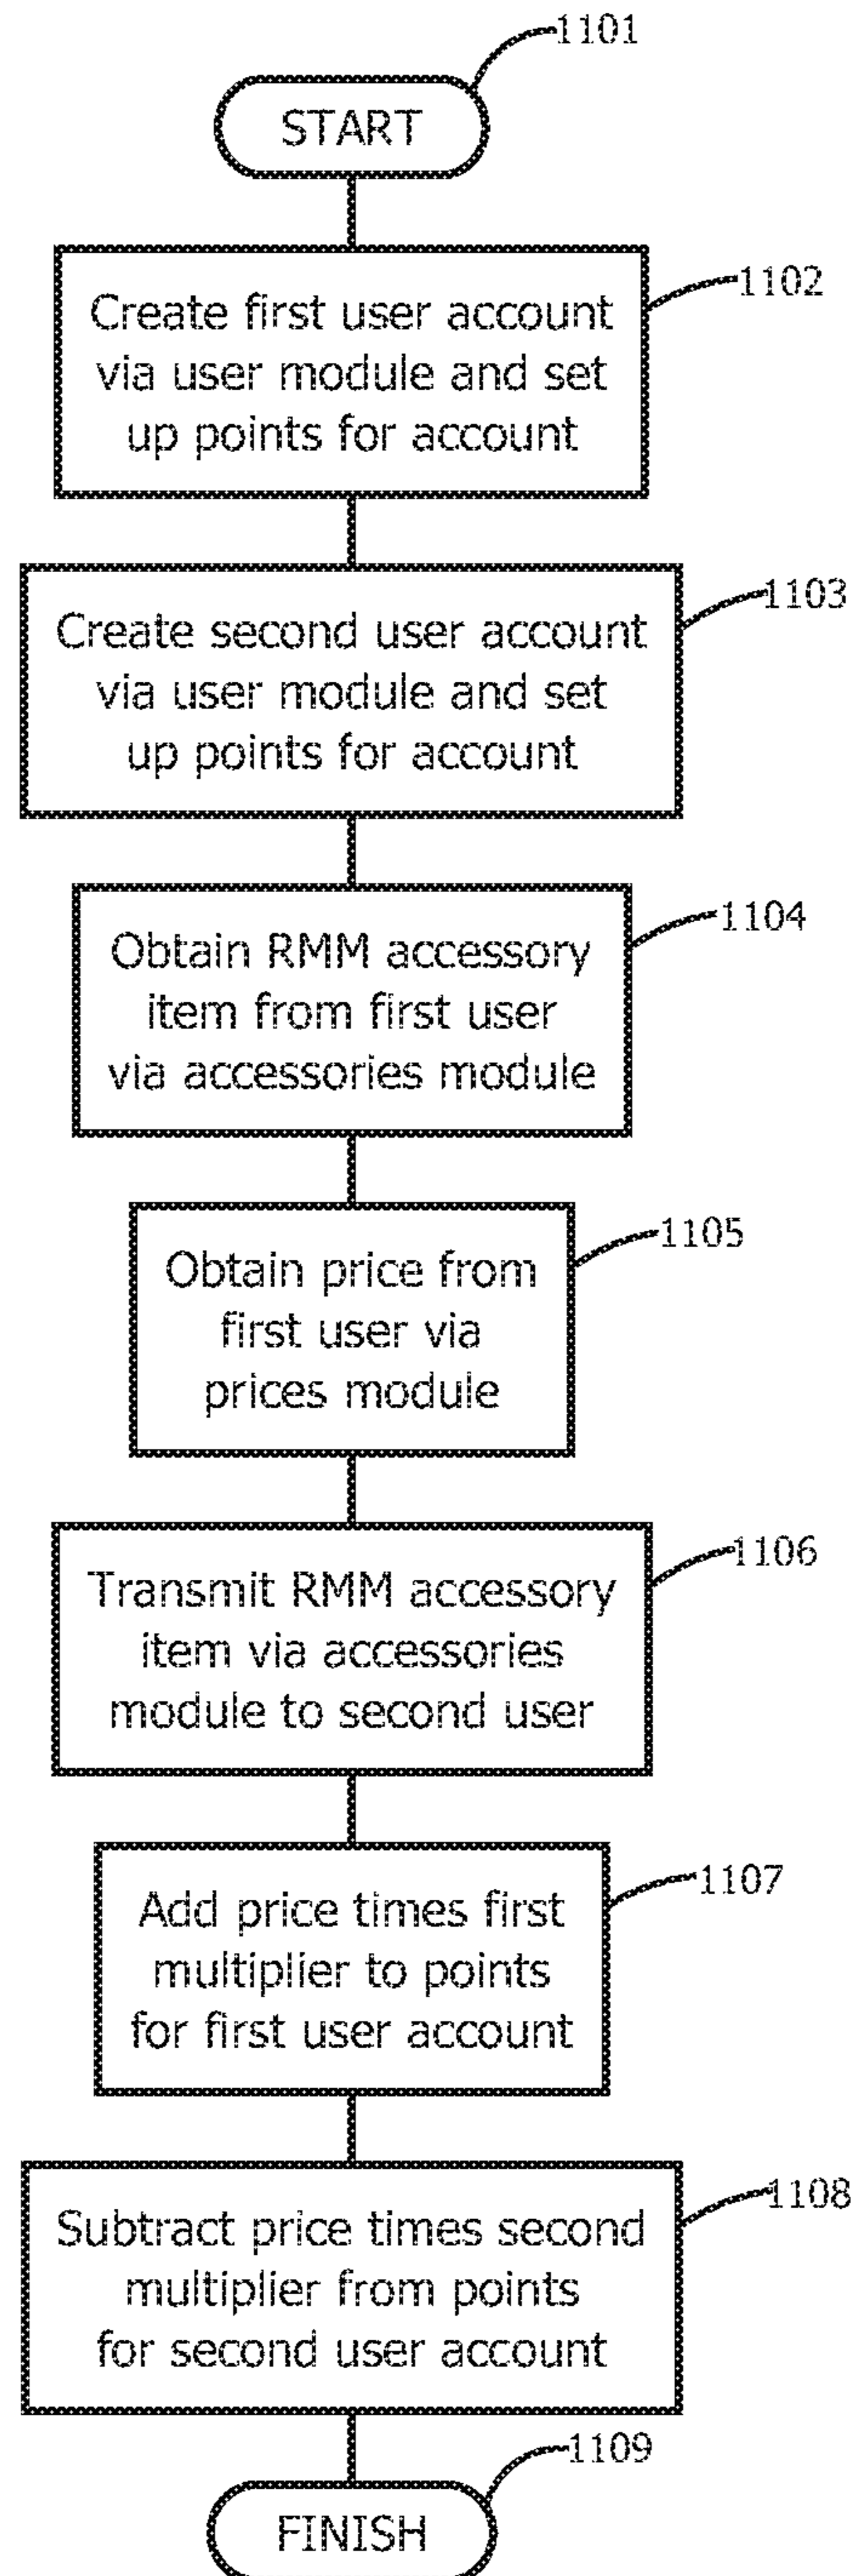 1101
START
1102
Create first user account
via user module and set
up points for account
1103
Create second user account
via user module and set
up points for account
1104
Obtain RMM accessory
item from first user
via accessories module
1105
Obtain price from
first user via
prices module
1106
Transmit RMM accessory
item via accessories
module to second user
1107
Add price times first
multiplier to points
for first user account
1108
Subtract price times second
multiplier from points
for second user account
1109
FINISH